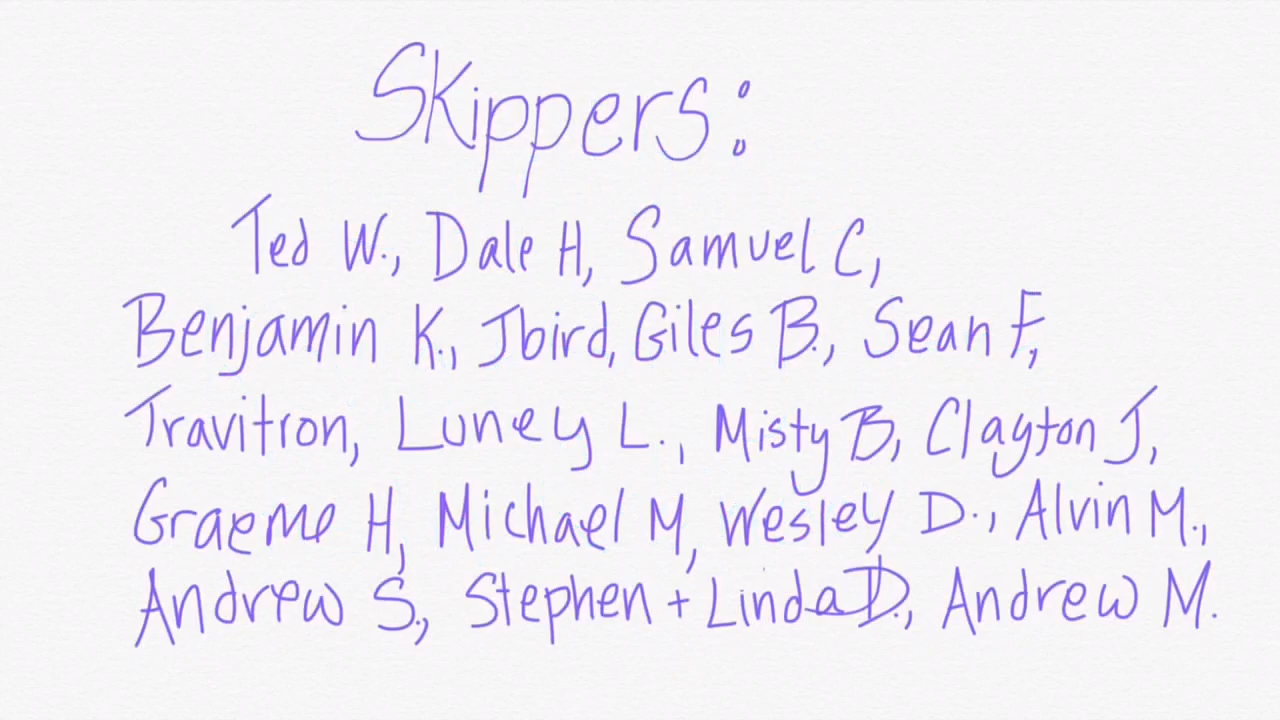 Skippers:
Ted W., Dale H, Samuel C,
Benjamin K., Jbird, Giles B., Sean F,
Travitron, Luney L., Misty B, Clayton J,
Graeme H, Michael M, Wesley D., Alvin M.,
Andrew S., Stephen + Linda D., Andrew M.